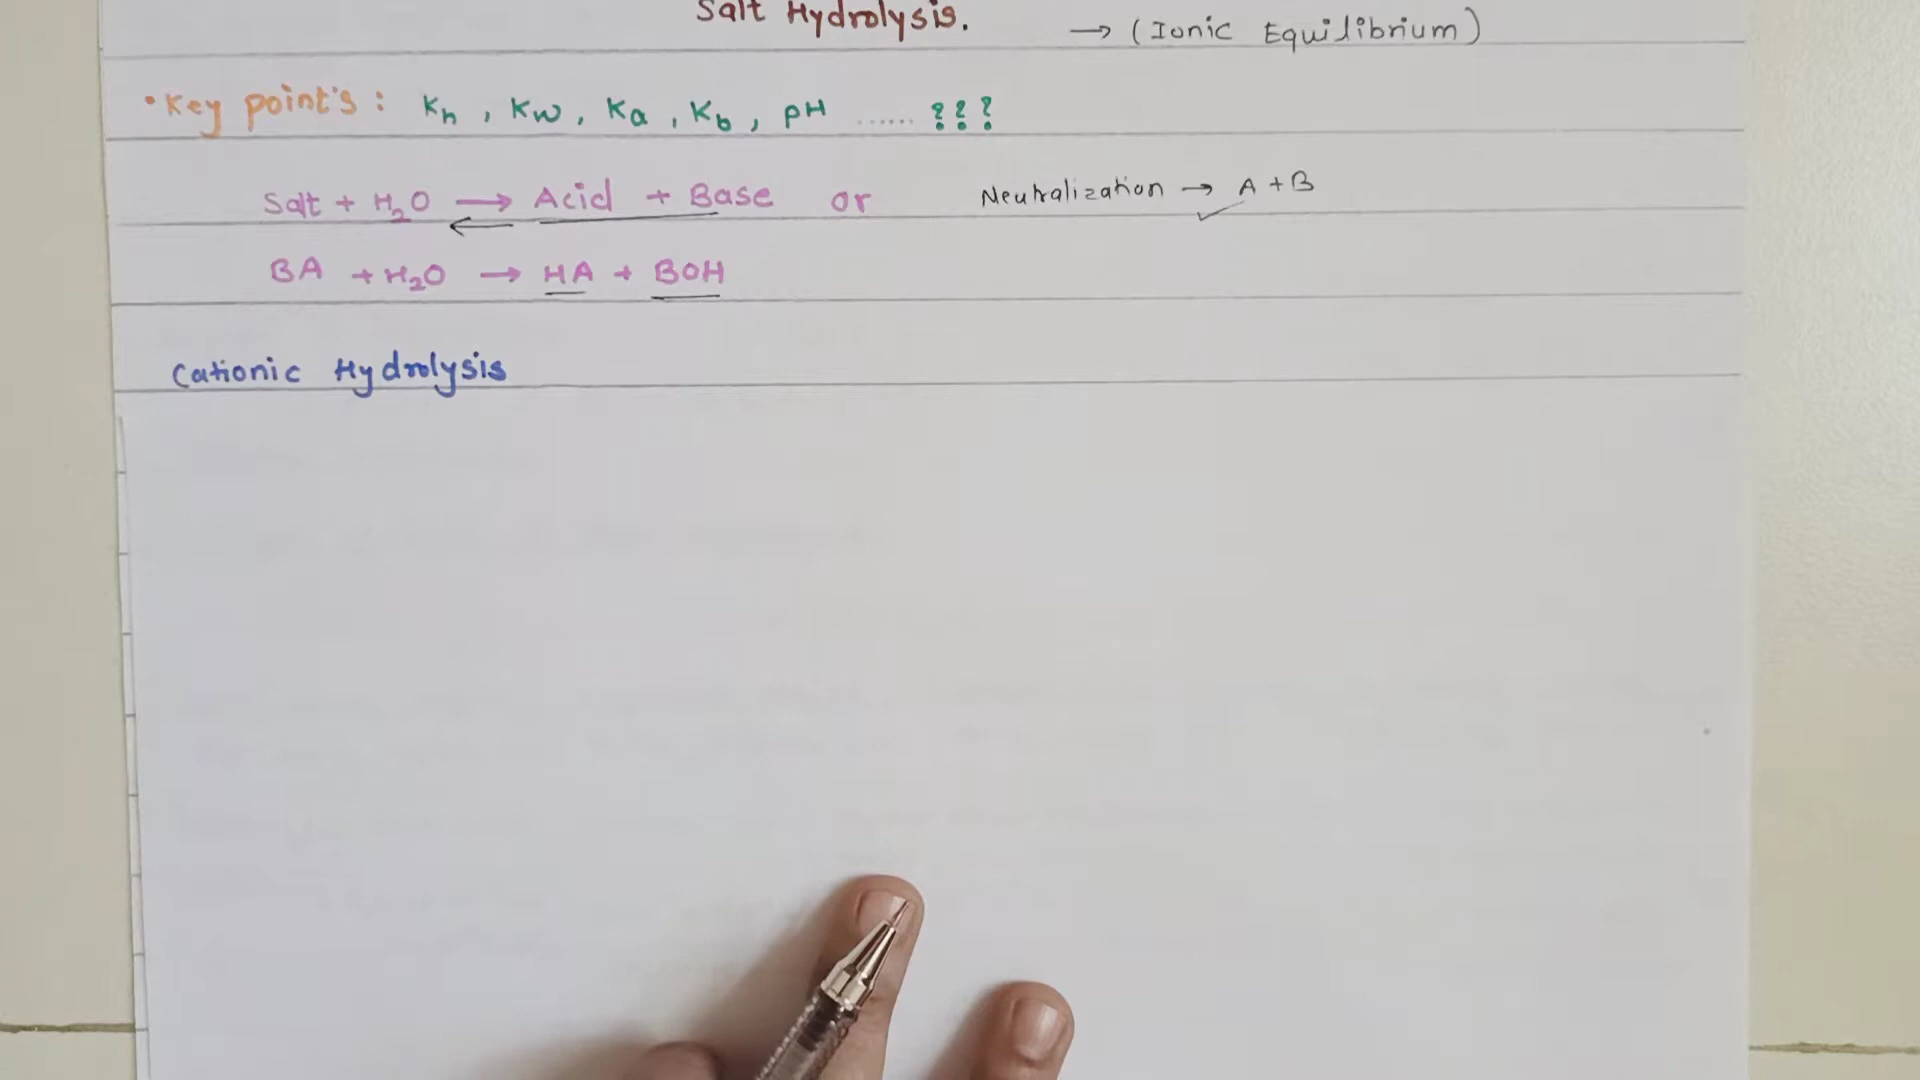 Salt Hydrolysis. → (Ionic Equilibrium)
• Key point's : Kh , Kw , Ka , Kb , pH ...... ???
Salt + H₂O ⟶ Acid + Base or Neutralization → A + B
BA + H₂O → HA + BOH
Cationic Hydrolysis